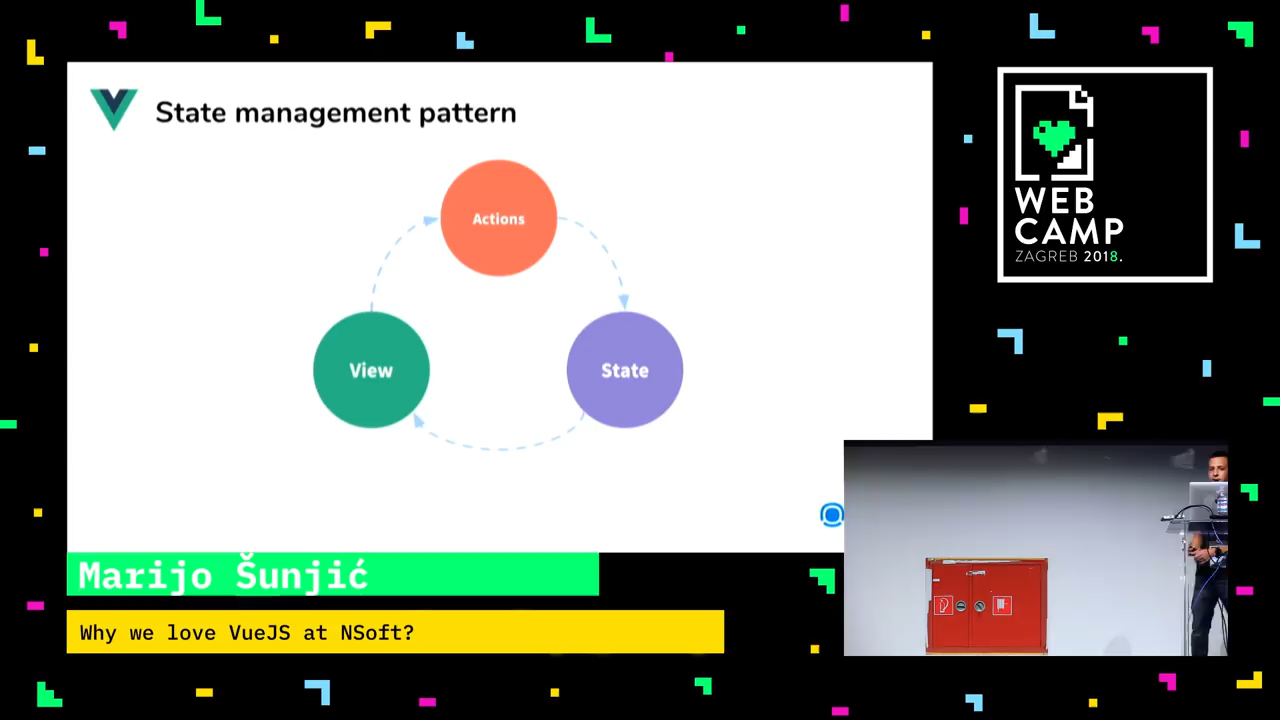 State management pattern
Actions
View
State
WEB
CAMP
ZAGREB 2018.
Marijo Šunjić
Why we love VueJS at NSoft?